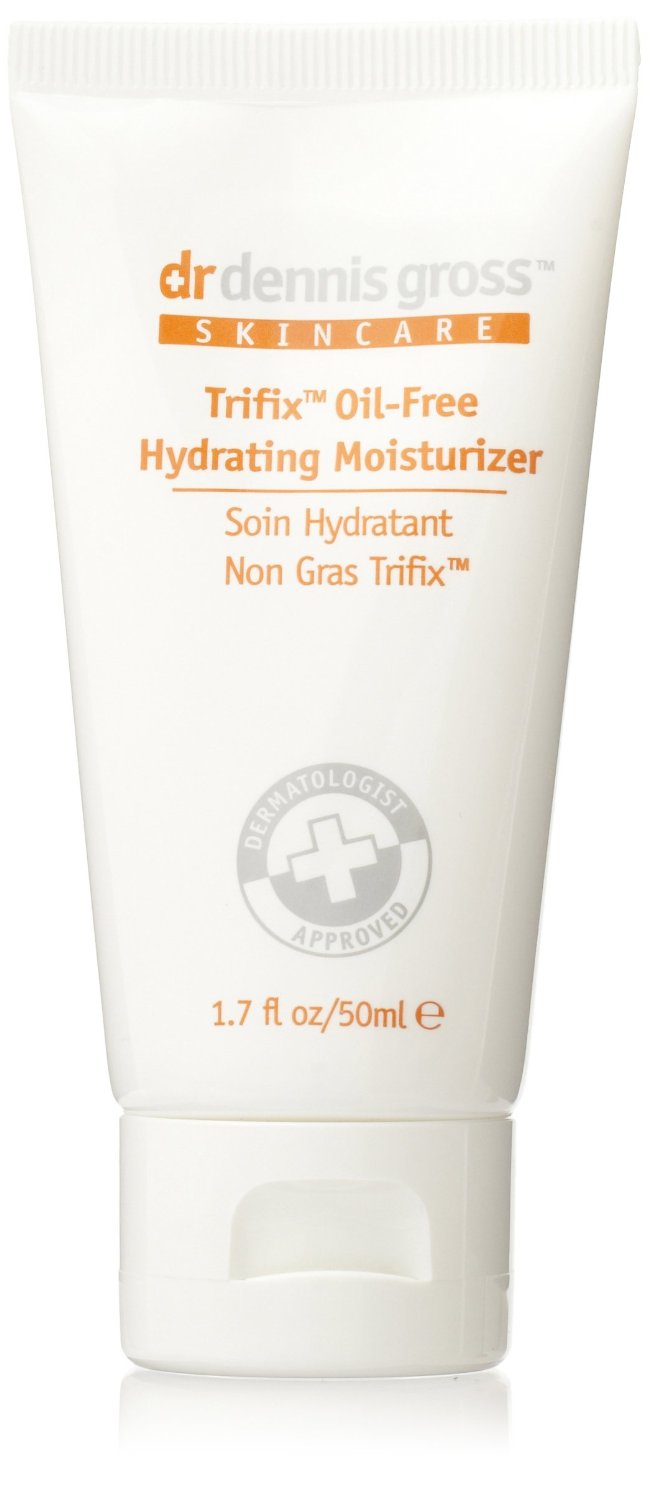 dr dennis gross™
SKINCARE
Trifix™ Oil-Free
Hydrating Moisturizer
Soin Hydratant
Non Gras Trifix™
DERMATOLOGIST
APPROVED
1.7 fl oz/50ml ℮